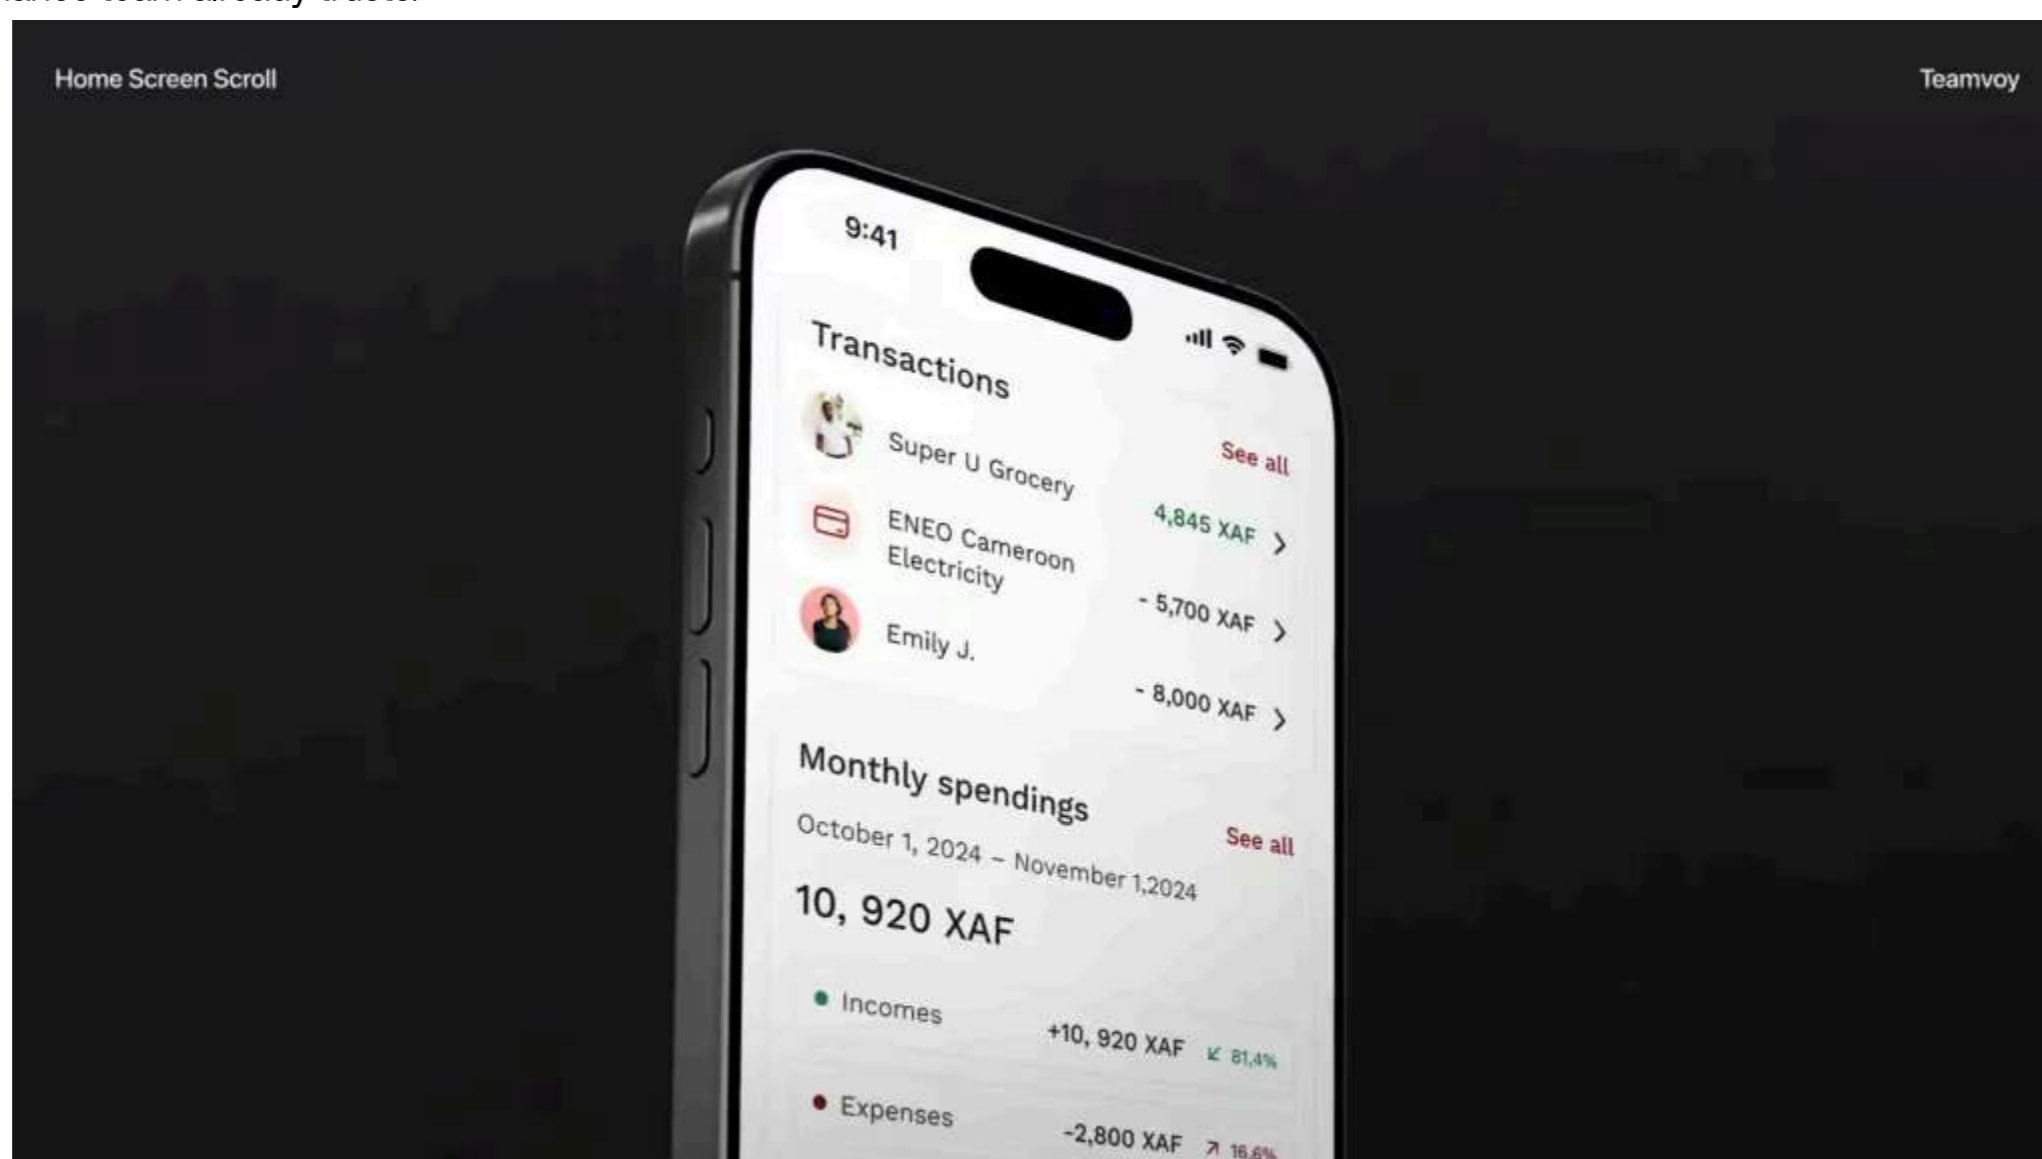 already
Home Screen Scroll
Teamvoy
9:41
Transactions
See all
Super U Grocery
4,845 XAF
ENEO Cameroon
Electricity
- 5,700 XAF
Emily J.
- 8,000 XAF
Monthly spendings
See all
October 1, 2024 – November 1,2024
10, 920 XAF
Incomes
+10, 920 XAF
81,4%
Expenses
-2,800 XAF
16,6%